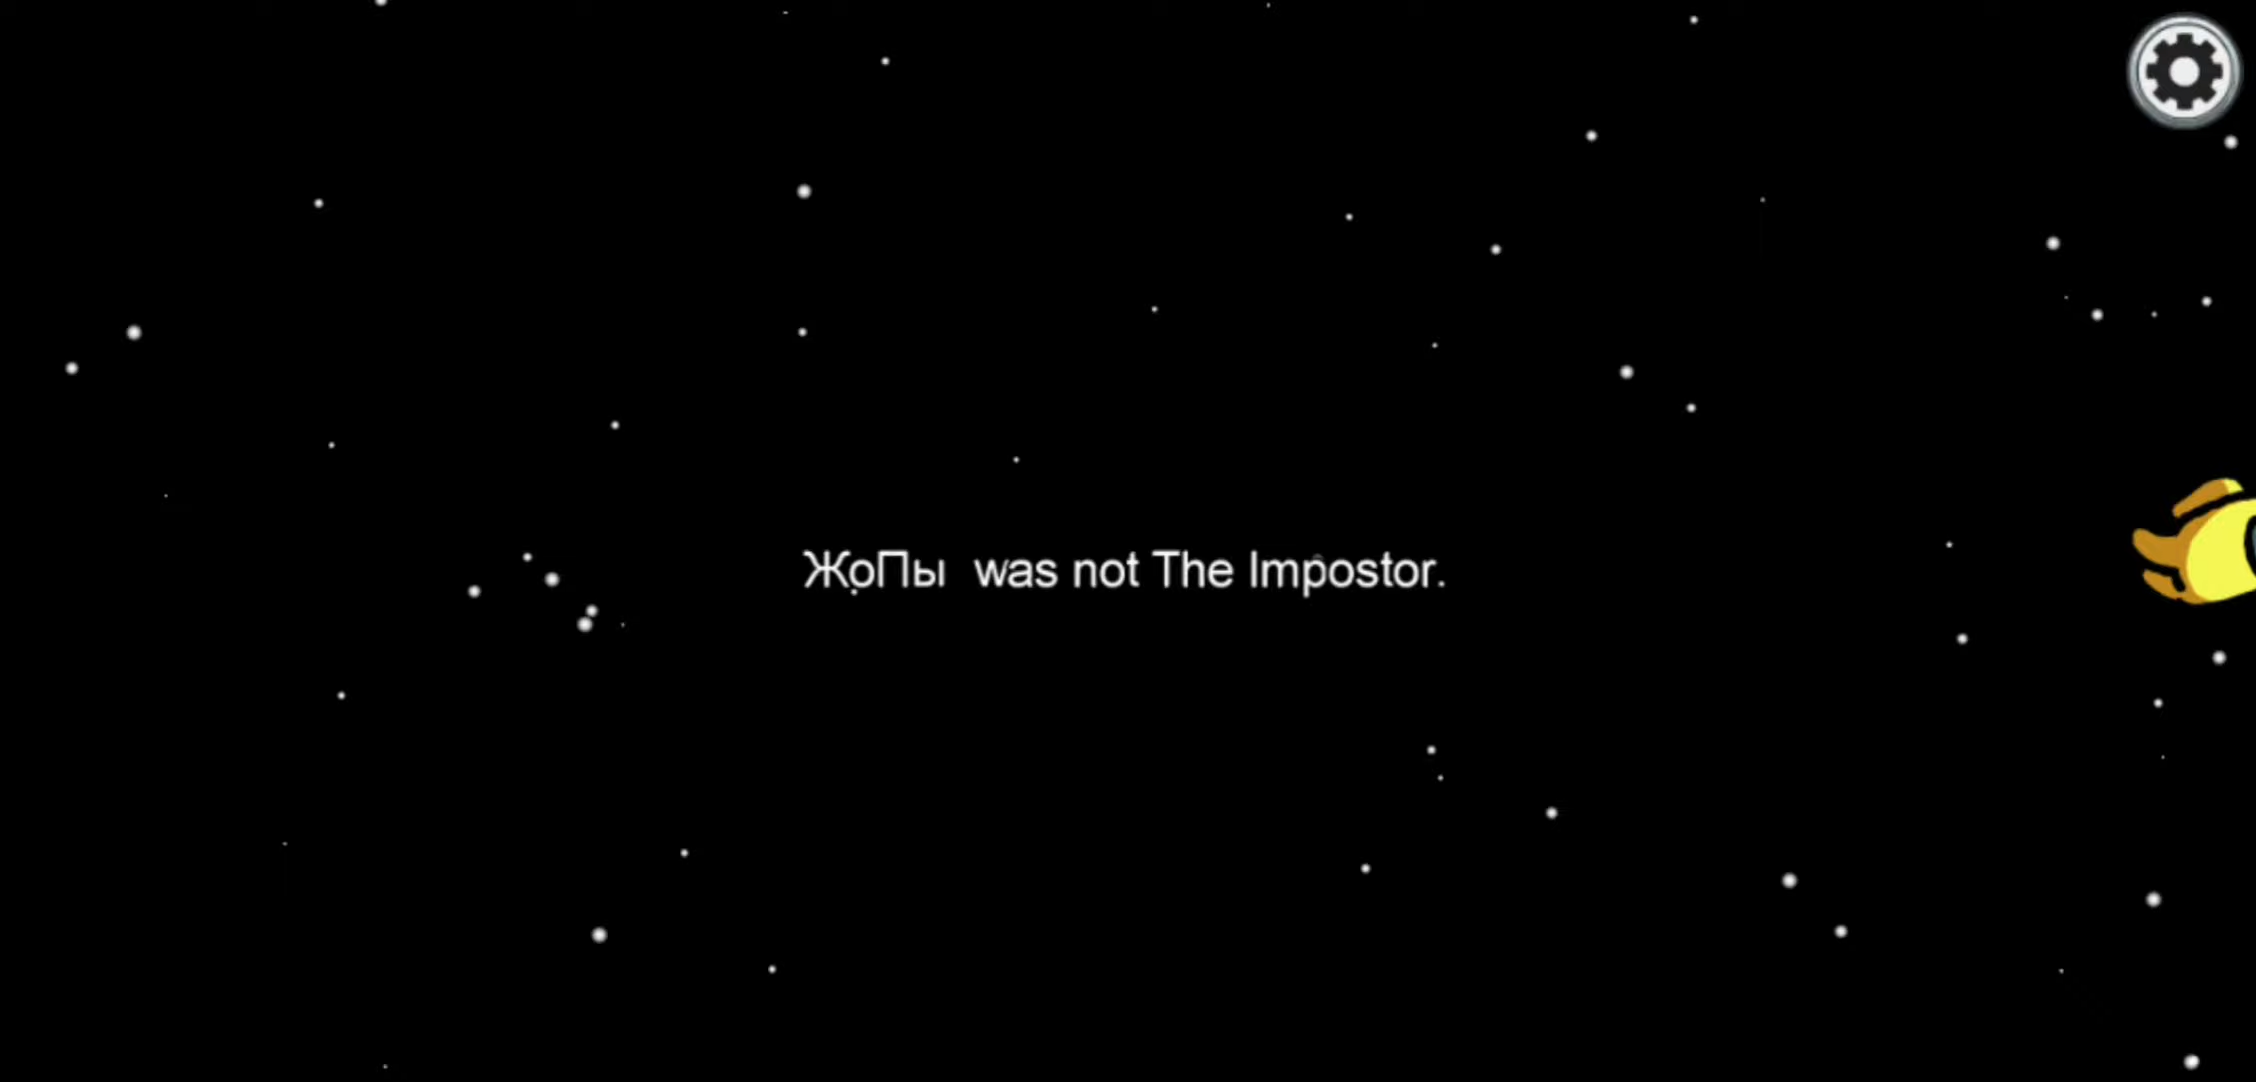 ЖоПы was not The Impostor.